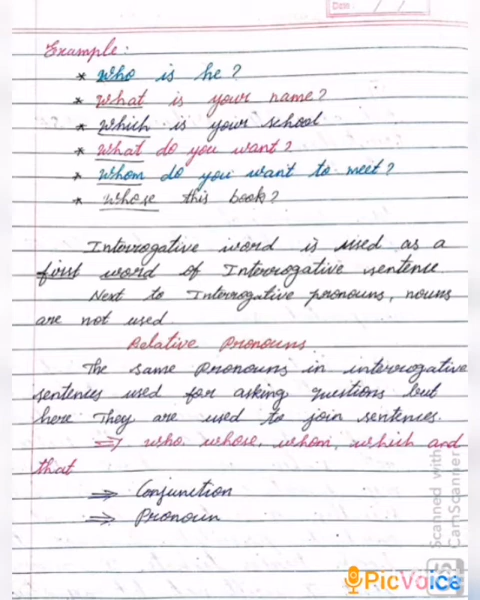 Date / /
Example:
* Who is he?
* What is your name?
* Which is your school
* What do you want?
* Whom do you want to meet?
* Whose this book?
Interrogative word is used as a
first word of Interrogative sentence.
Next to Interrogative pronouns, nouns
are not used.
Relative Pronouns
The same Pronouns in interrogative
sentences used for asking questions but
here They are used to join sentences.
⇒ who, whose, whom, which and
that
⇒ Conjunction
⇒ Pronoun
Scanned with
CamScanner
CS
PicVoice